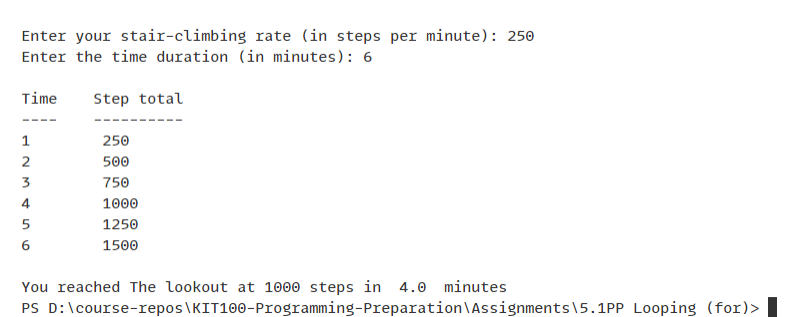 Enter your stair-climbing rate (in steps per minute): 250
Enter the time duration (in minutes): 6
Time    Step total
----    ----------
1        250
2        500
3        750
4        1000
5        1250
6        1500
You reached The lookout at 1000 steps in  4.0  minutes
PS D:\course-repos\KIT100-Programming-Preparation\Assignments\5.1PP Looping (for)>